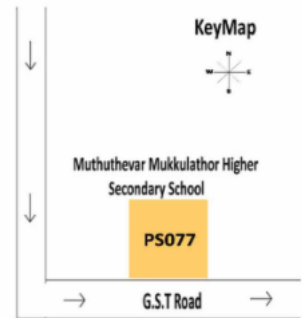 KeyMap
N
W E
S
Muthuthevar Mukkulathor Higher
Secondary School
PS077
G.S.T Road